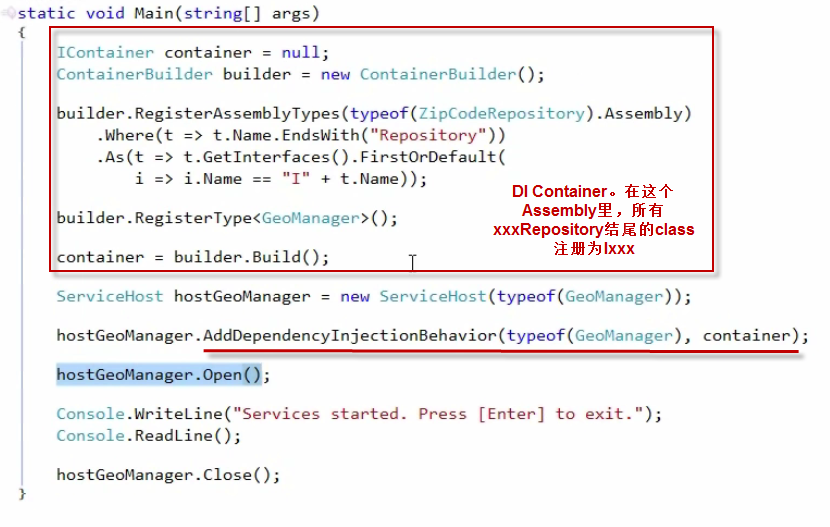 static void Main(string[] args)
{
IContainer container = null;
ContainerBuilder builder = new ContainerBuilder();
builder.RegisterAssemblyTypes(typeof(ZipCodeRepository).Assembly)
.Where(t => t.Name.EndsWith("Repository"))
.As(t => t.GetInterfaces().FirstOrDefault(
i => i.Name == "I" + t.Name));
DI Container。在这个
Assembly里，所有
xxxRepository结尾的class
注册为Ixxx
builder.RegisterType<GeoManager>();
container = builder.Build();
ServiceHost hostGeoManager = new ServiceHost(typeof(GeoManager));
hostGeoManager.AddDependencyInjectionBehavior(typeof(GeoManager), container);
hostGeoManager.Open();
Console.WriteLine("Services started. Press [Enter] to exit.");
Console.ReadLine();
hostGeoManager.Close();
}